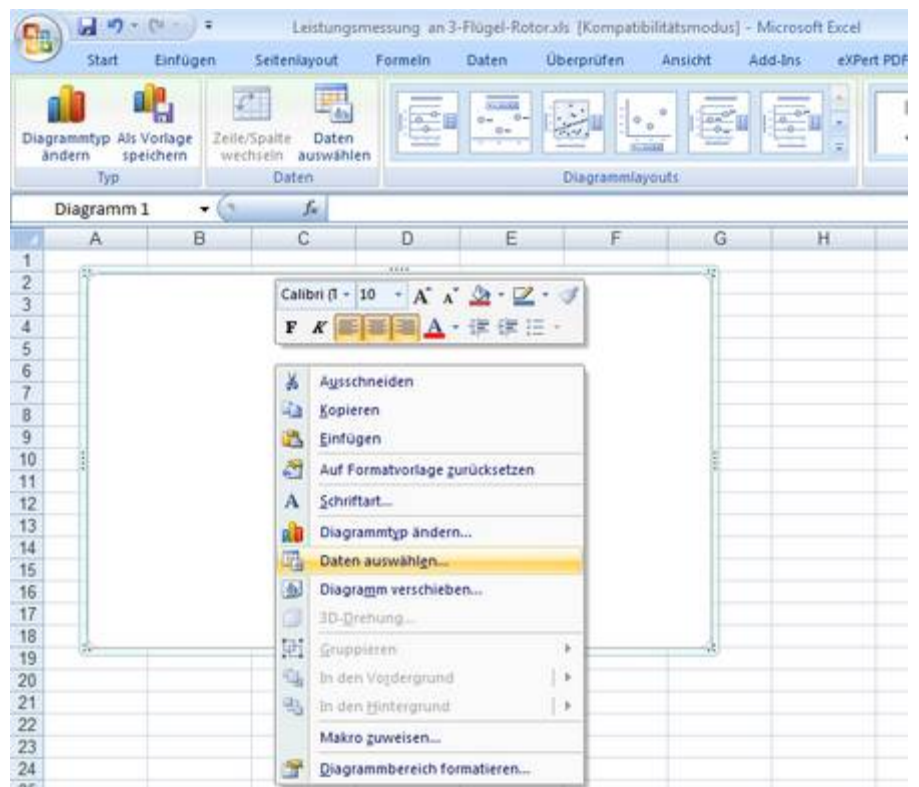 Leistungsmessung an 3-Flügel-Rotor.xls [Kompatibilitätsmodus] - Microsoft Excel
Start Einfügen Seitenlayout Formeln Daten Überprüfen Ansicht Add-Ins eXPert PDF
Diagrammtyp ändern
Als Vorlage speichern
Zeile/Spalte wechseln
Daten auswählen
Typ Daten Diagrammlayouts
Diagramm 1 fx
A B C D E F G H
1
2
3
4
5
6
7
8
9
10
11
12
13
14
15
16
17
18
19
20
21
22
23
24
25
Calibri (T 10 A A
F K A
Ausschneiden
Kopieren
Einfügen
Auf Formatvorlage zurücksetzen
A Schriftart...
Diagrammtyp ändern...
Daten auswählen...
Diagramm verschieben...
3D-Drehung...
Gruppieren
In den Vordergrund
In den Hintergrund
Makro zuweisen...
Diagrammbereich formatieren...